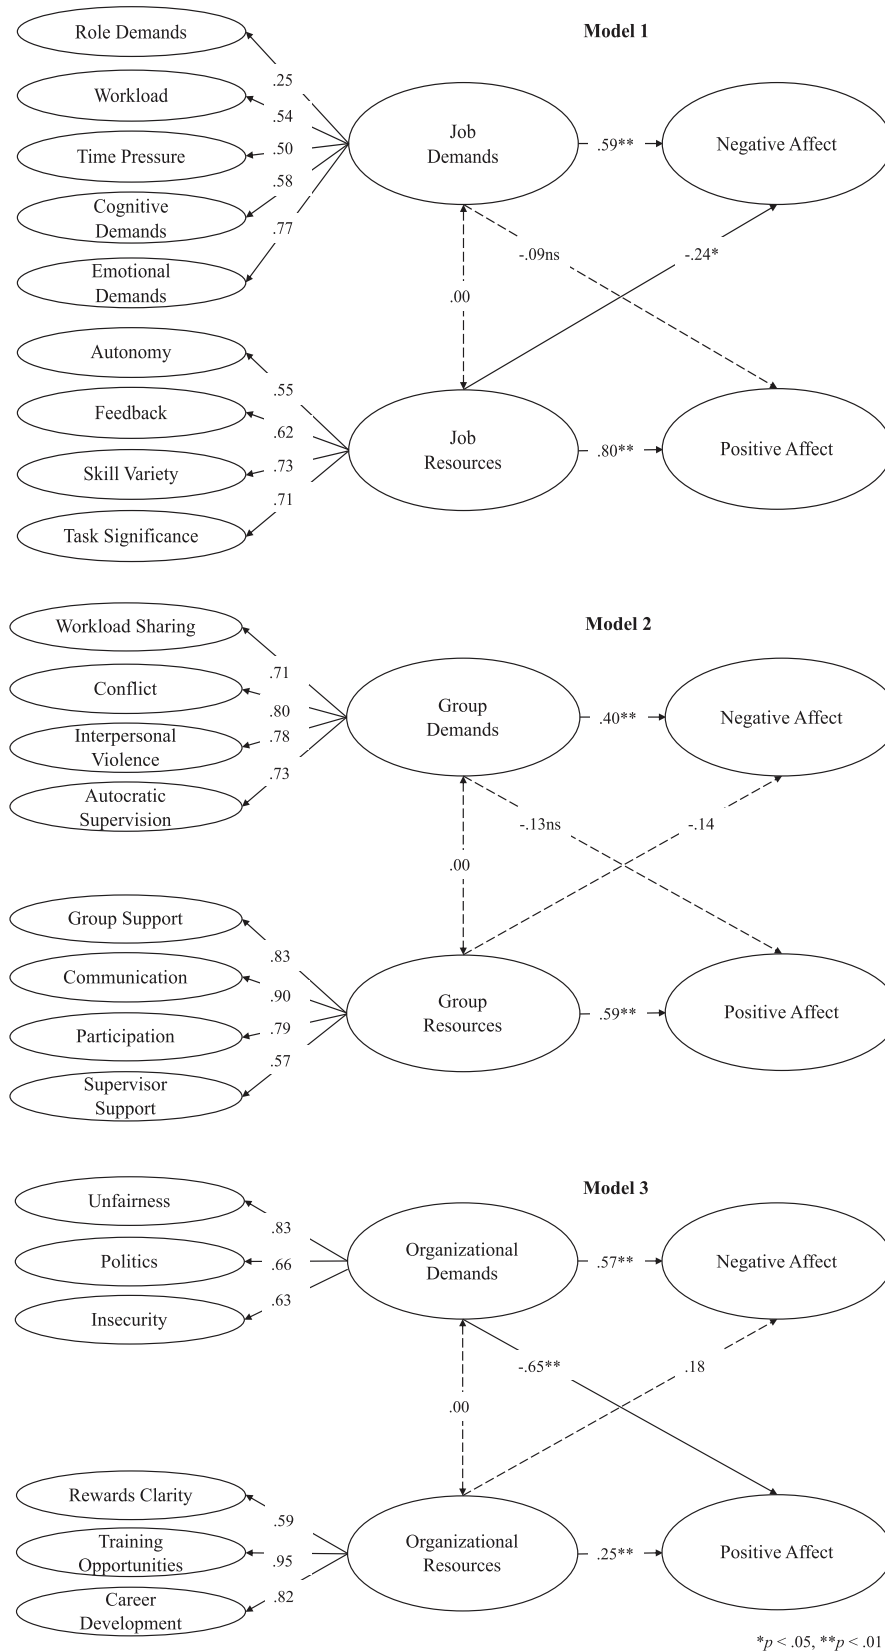 Model 1
Role Demands
Workload
Time Pressure
Cognitive
Demands
Emotional
Demands
.25
.54
.50
.58
.77
Job
Demands
.59**
Negative Affect
-.09ns
-.24*
.00
Autonomy
Feedback
Skill Variety
Task Significance
.55
.62
.73
.71
Job
Resources
.80**
Positive Affect
Model 2
Workload Sharing
Conflict
Interpersonal
Violence
Autocratic
Supervision
.71
.80
.78
.73
Group
Demands
.40**
Negative Affect
-.13ns
-.14
.00
Group Support
Communication
Participation
Supervisor
Support
.83
.90
.79
.57
Group
Resources
.59**
Positive Affect
Model 3
Unfairness
Politics
Insecurity
.83
.66
.63
Organizational
Demands
.57**
Negative Affect
-.65**
.18
.00
Rewards Clarity
Training
Opportunities
Career
Development
.59
.95
.82
Organizational
Resources
.25**
Positive Affect
*p < .05, **p < .01